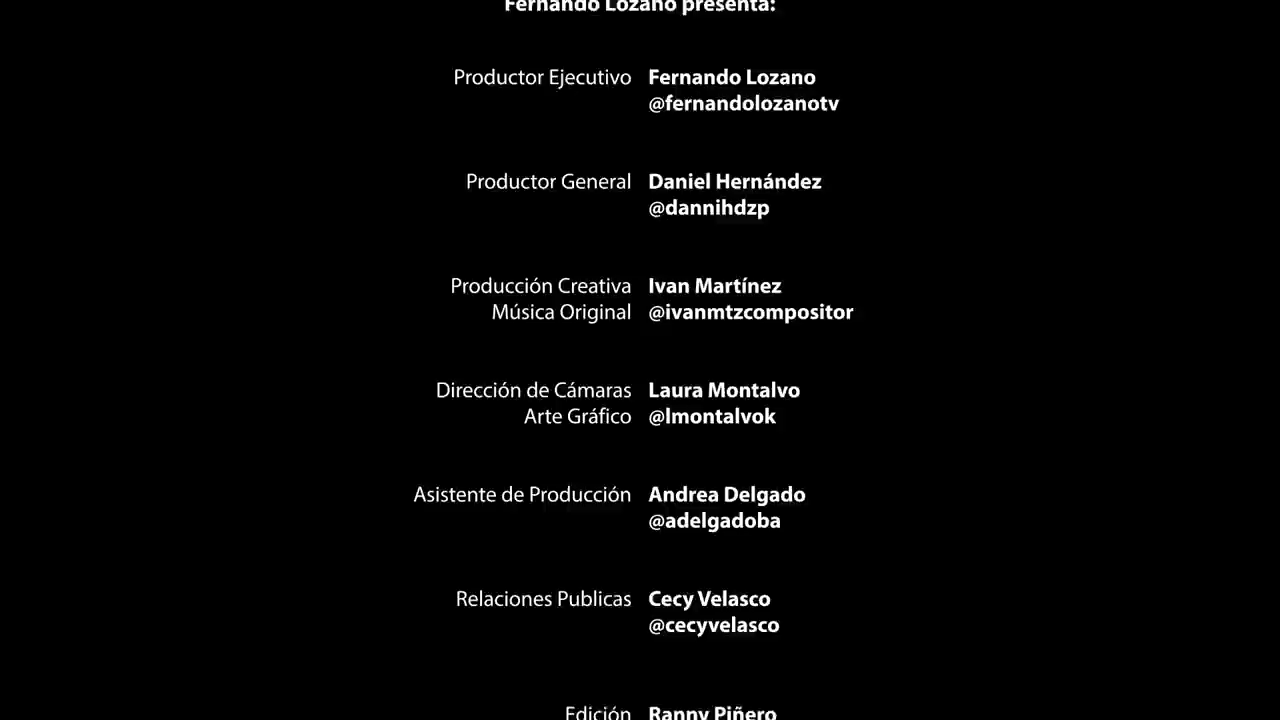 Fernando Lozano presenta:
Productor Ejecutivo Fernando Lozano
@fernandolozanotv
Productor General Daniel Hernández
@dannihdzp
Producción Creativa Ivan Martínez
Música Original @ivanmtzcompositor
Dirección de Cámaras Laura Montalvo
Arte Gráfico @lmontalvok
Asistente de Producción Andrea Delgado
@adelgadoba
Relaciones Publicas Cecy Velasco
@cecyvelasco
Edición Ranny Piñero